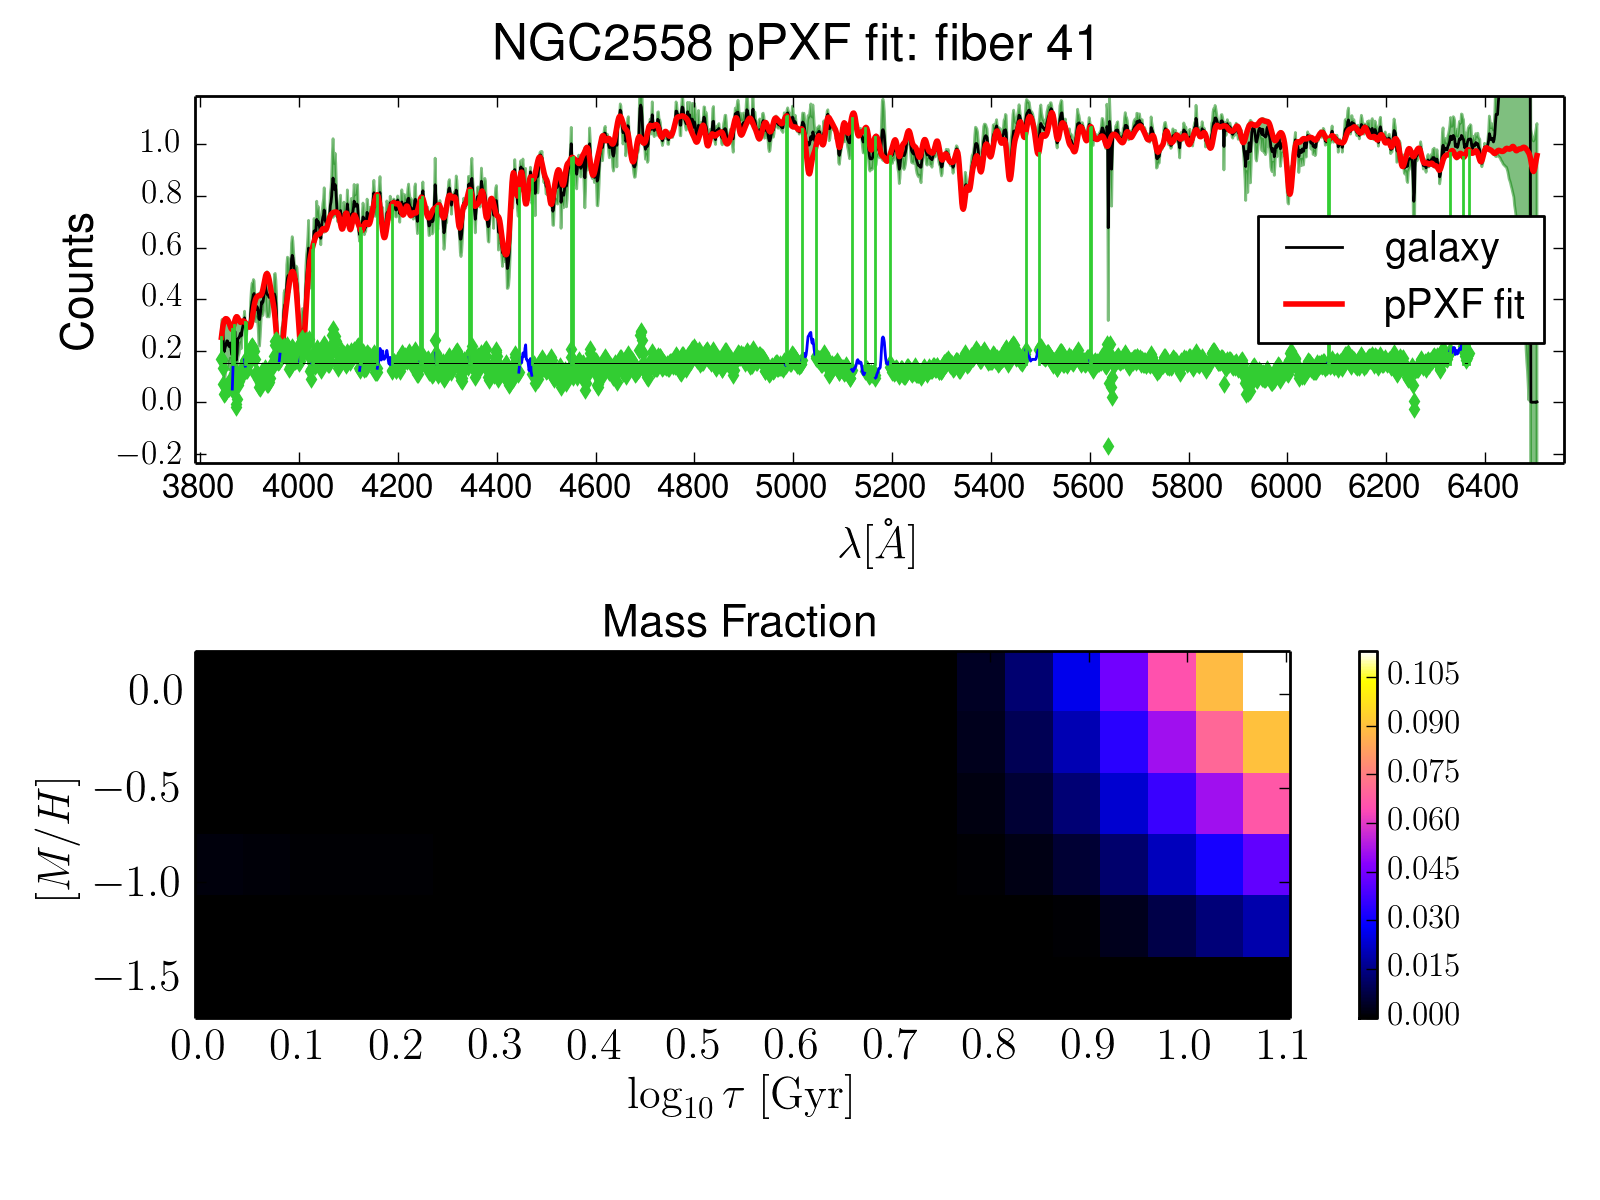 NGC2558 pPXF fit: fiber 41
Counts
1.0
0.8
0.6
0.4
0.2
0.0
−0.2
galaxy
pPXF fit
3800 4000 4200 4400 4600 4800 5000 5200 5400 5600 5800 6000 6200 6400
λ[Å]
Mass Fraction
[M/H]
0.0
−0.5
−1.0
−1.5
0.0 0.1 0.2 0.3 0.4 0.5 0.6 0.7 0.8 0.9 1.0 1.1
log₁₀ τ [Gyr]
0.105
0.090
0.075
0.060
0.045
0.030
0.015
0.000